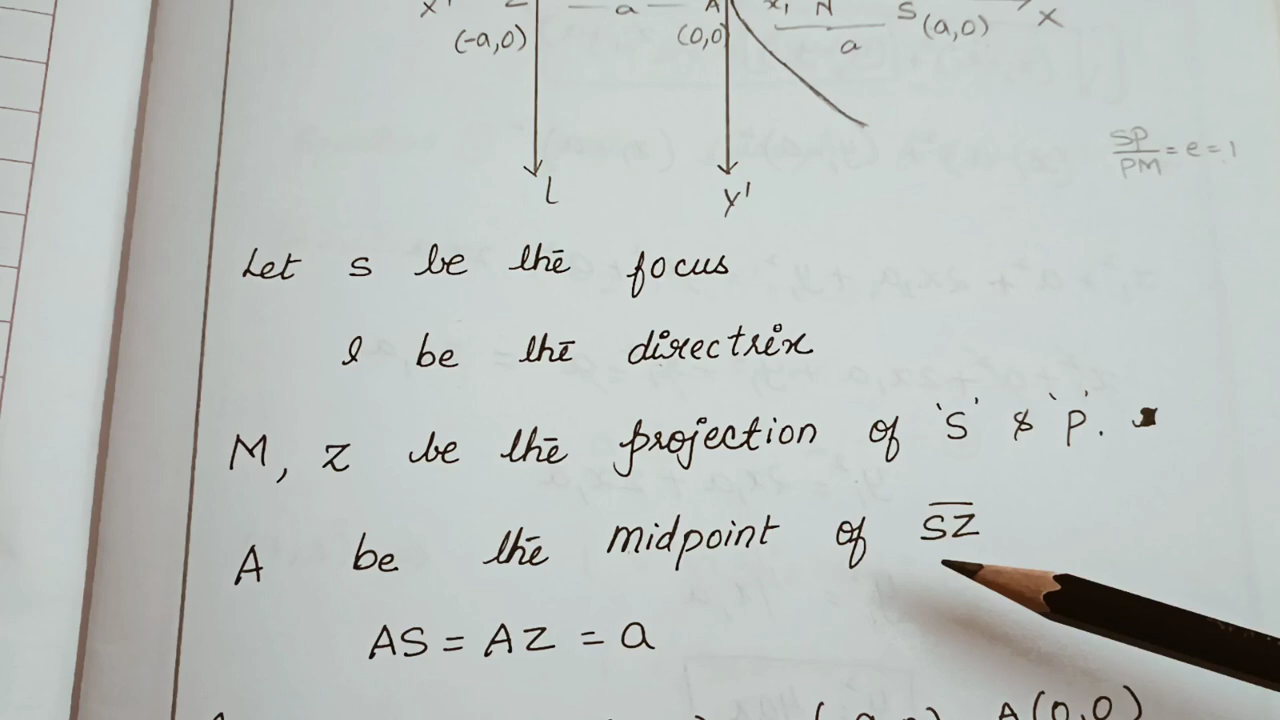 X' Z a A x₁ N S (a,0) X
(-a,0) (0,0) a
SP/PM = e = 1
L Y'
Let s be the focus
l be the directrix
M, z be the projection of 'S' & 'P'.
A be the midpoint of SZ
AS = AZ = a
A(0,0)